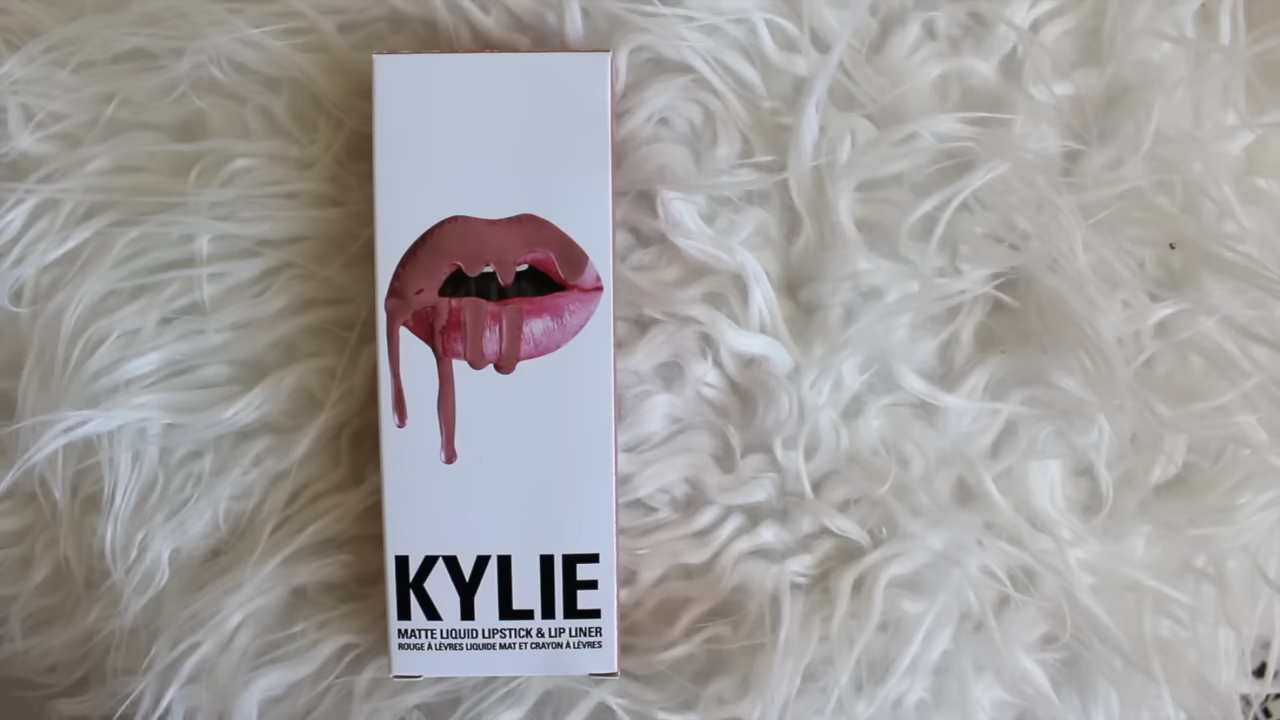 KYLIE
MATTE LIQUID LIPSTICK & LIP LINER
ROUGE À LÈVRES LIQUIDE MAT ET CRAYON À LÈVRES